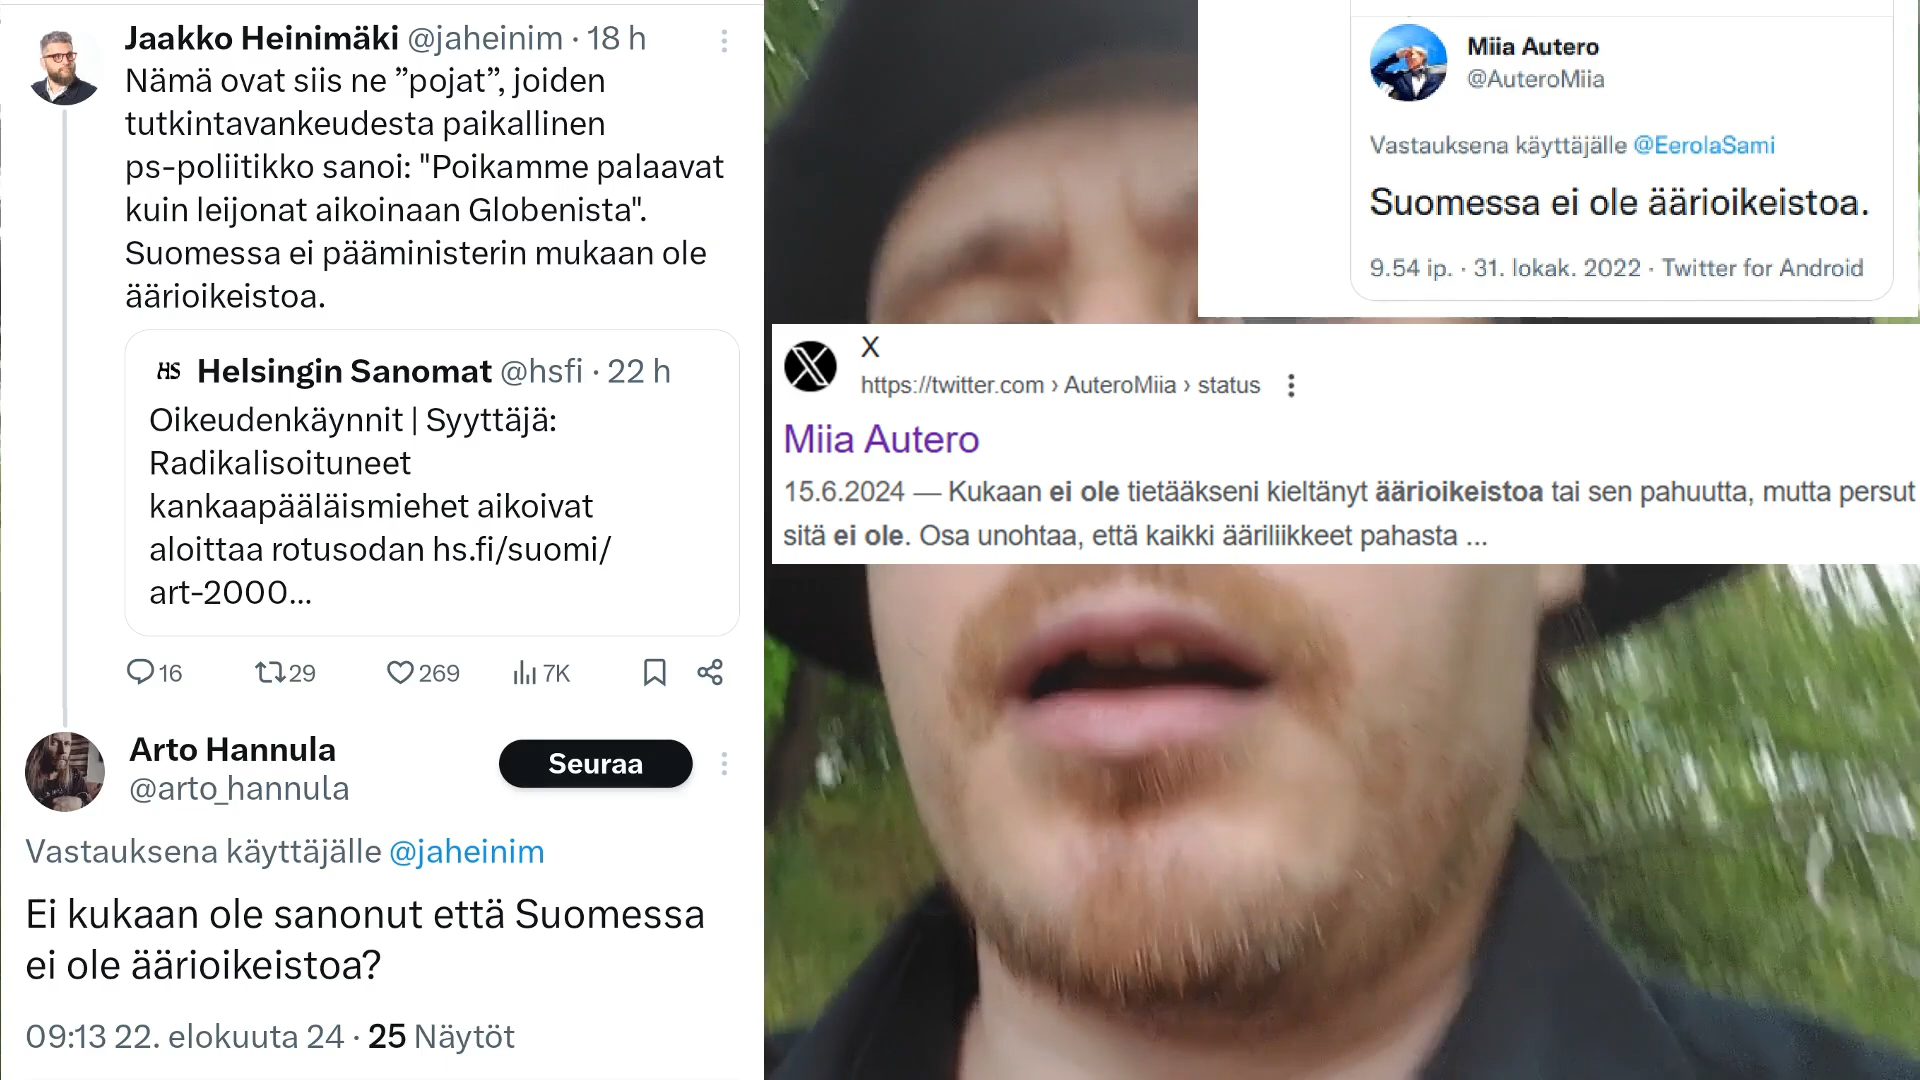 Jaakko Heinimäki @jaheinim · 18 h
Nämä ovat siis ne ”pojat”, joiden
tutkintavankeudesta paikallinen
ps-poliitikko sanoi: "Poikamme palaavat
kuin leijonat aikoinaan Globenista".
Suomessa ei pääministerin mukaan ole
äärioikeistoa.
HS Helsingin Sanomat @hsfi · 22 h
Oikeudenkäynnit | Syyttäjä:
Radikalisoituneet
kankaapääläismiehet aikoivat
aloittaa rotusodan hs.fi/suomi/
art-2000...
16 29 269 7K
Arto Hannula
@arto_hannula
Seuraa
Vastauksena käyttäjälle @jaheinim
Ei kukaan ole sanonut että Suomessa
ei ole äärioikeistoa?
09:13 22. elokuuta 24 · 25 Näytöt
Miia Autero
@AuteroMiia
Vastauksena käyttäjälle @EerolaSami
Suomessa ei ole äärioikeistoa.
9.54 ip. · 31. lokak. 2022 · Twitter for Android
X
https://twitter.com › AuteroMiia › status
Miia Autero
15.6.2024 — Kukaan ei ole tietääkseni kieltänyt äärioikeistoa tai sen pahuutta, mutta persut
sitä ei ole. Osa unohtaa, että kaikki ääriliikkeet pahasta ...